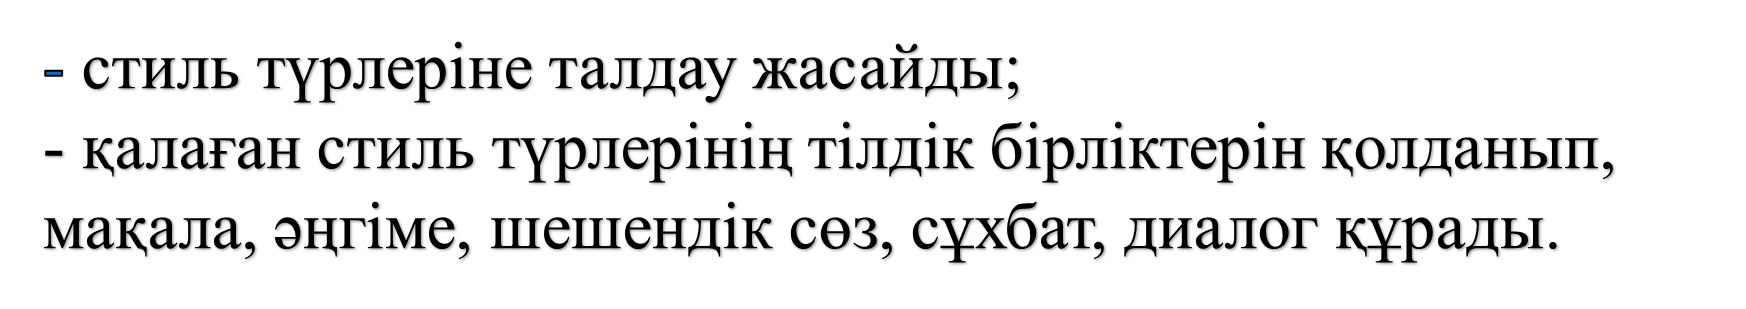 - стиль түрлеріне талдау жасайды;
- қалаған стиль түрлерінің тілдік бірліктерін қолданып,
мақала, әңгіме, шешендік сөз, сұхбат, диалог құрады.